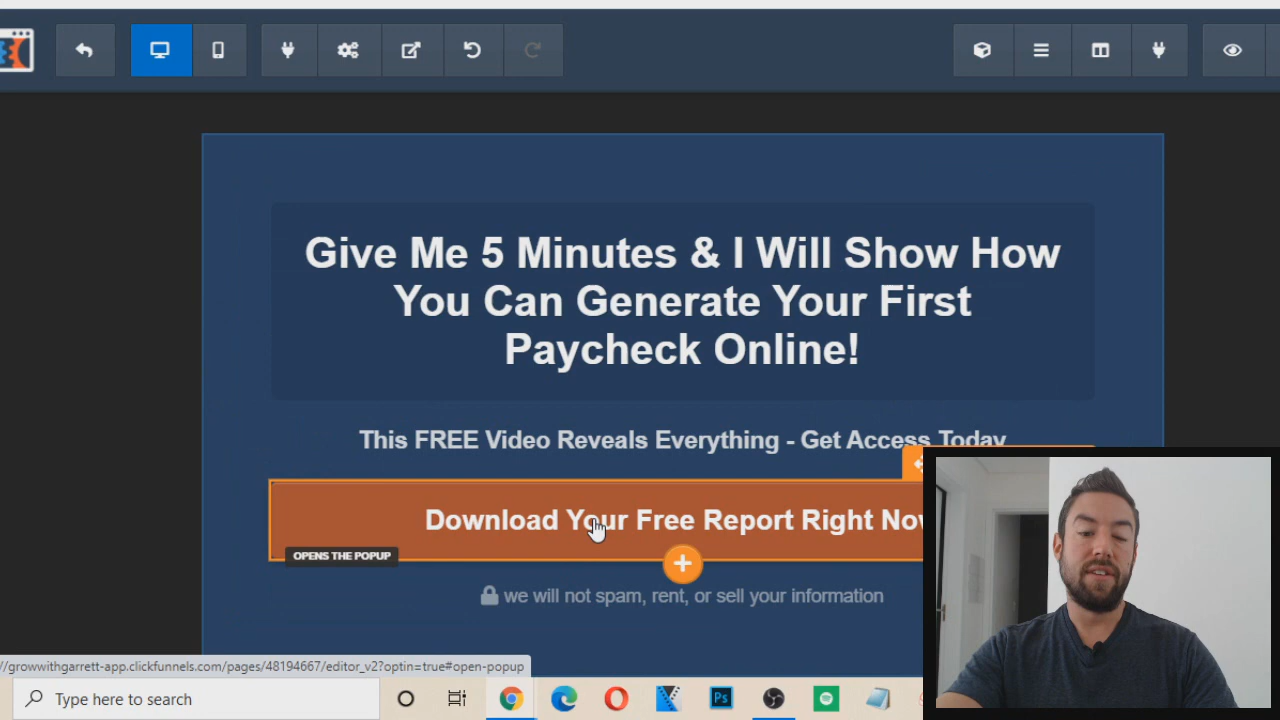 Give Me 5 Minutes & I Will Show How
You Can Generate Your First
Paycheck Online!
This FREE Video Reveals Everything - Get Access Today
Download Your Free Report Right Now
OPENS THE POPUP
we will not spam, rent, or sell your information
//growwithgarrett-app.clickfunnels.com/pages/48194667/editor_v2?optin=true#open-popup
Type here to search
Ps